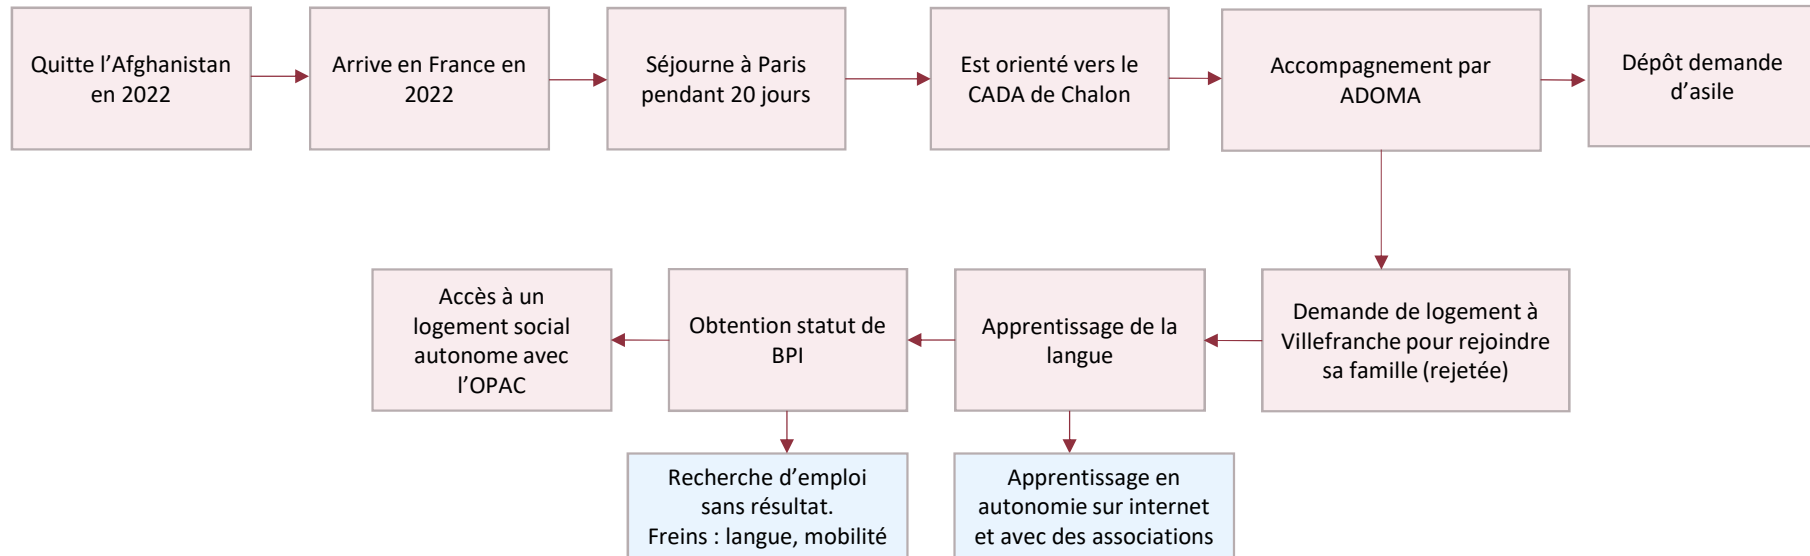 Quitte l’Afghanistan
en 2022
Arrive en France en
2022
Séjourne à Paris
pendant 20 jours
Est orienté vers le
CADA de Chalon
Accompagnement par
ADOMA
Dépôt demande
d’asile
Accès à un
logement social
autonome avec
l’OPAC
Obtention statut de
BPI
Apprentissage de la
langue
Demande de logement à
Villefranche pour rejoindre
sa famille (rejetée)
Recherche d’emploi
sans résultat.
Freins : langue, mobilité
Apprentissage en
autonomie sur internet
et avec des associations